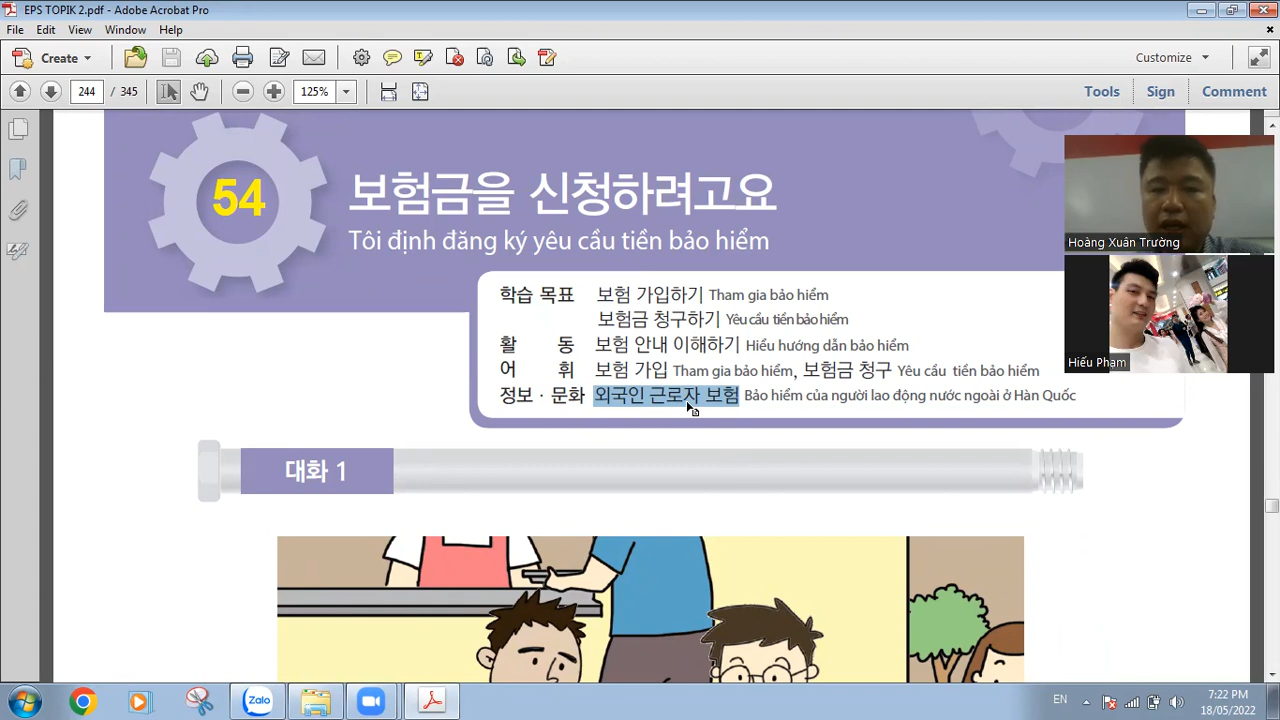 EPS TOPIK 2.pdf - Adobe Acrobat Pro
File Edit View Window Help
Create Customize
244 / 345 125% Tools Sign Comment
54
보험금을 신청하려고요
Tôi định đăng ký yêu cầu tiền bảo hiểm
학습 목표 보험 가입하기 Tham gia bảo hiểm
보험금 청구하기 Yêu cầu tiền bảo hiểm
활 동 보험 안내 이해하기 Hiểu hướng dẫn bảo hiểm
어 휘 보험 가입 Tham gia bảo hiểm, 보험금 청구 Yêu cầu tiền bảo hiểm
정보 · 문화 외국인 근로자 보험 Bảo hiểm của người lao động nước ngoài ở Hàn Quốc
Hoàng Xuân Trường
Hiếu Phạm
대화 1
Zalo
EN
7:22 PM
18/05/2022